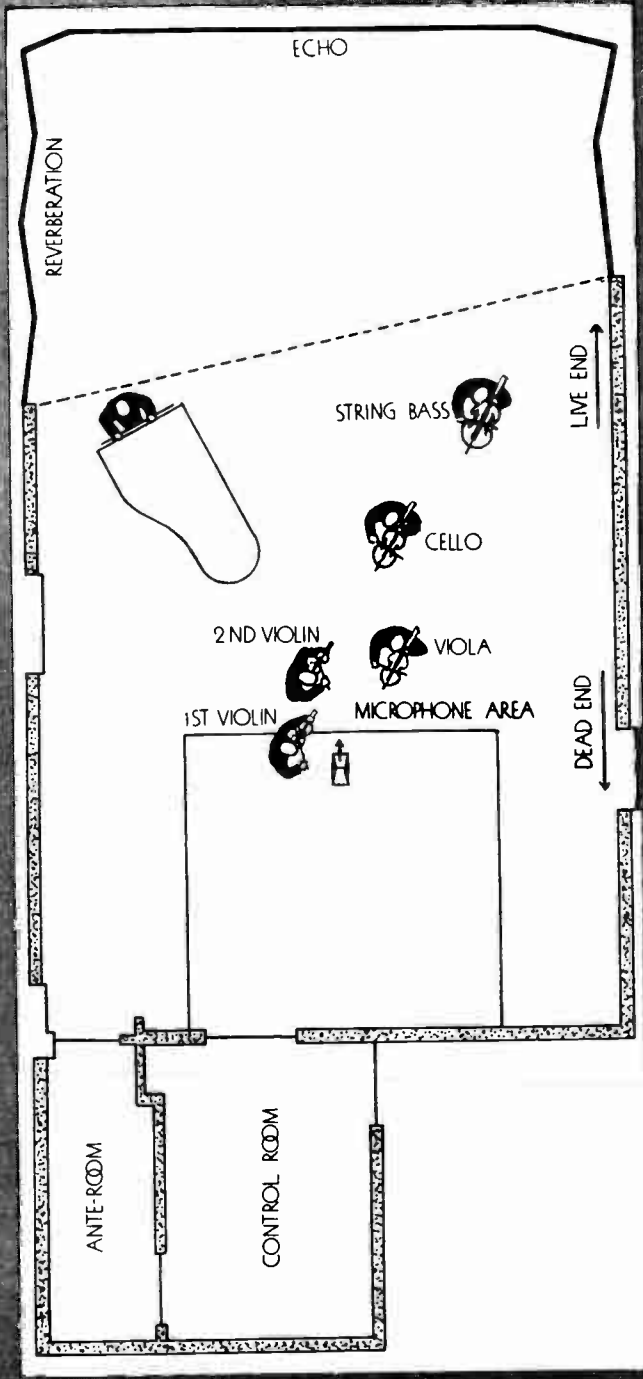 ECHO
REVERBERATION
STRING BASS
LIVE END
CELLO
2ND VIOLIN
VIOLA
1ST VIOLIN
MICROPHONE AREA
DEAD END
ANTE-ROOM
CONTROL ROOM